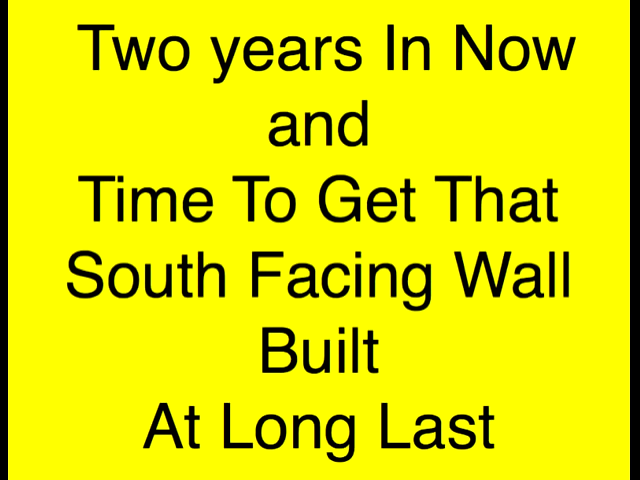 Two years In Now
and
Time To Get That
South Facing Wall
Built
At Long Last